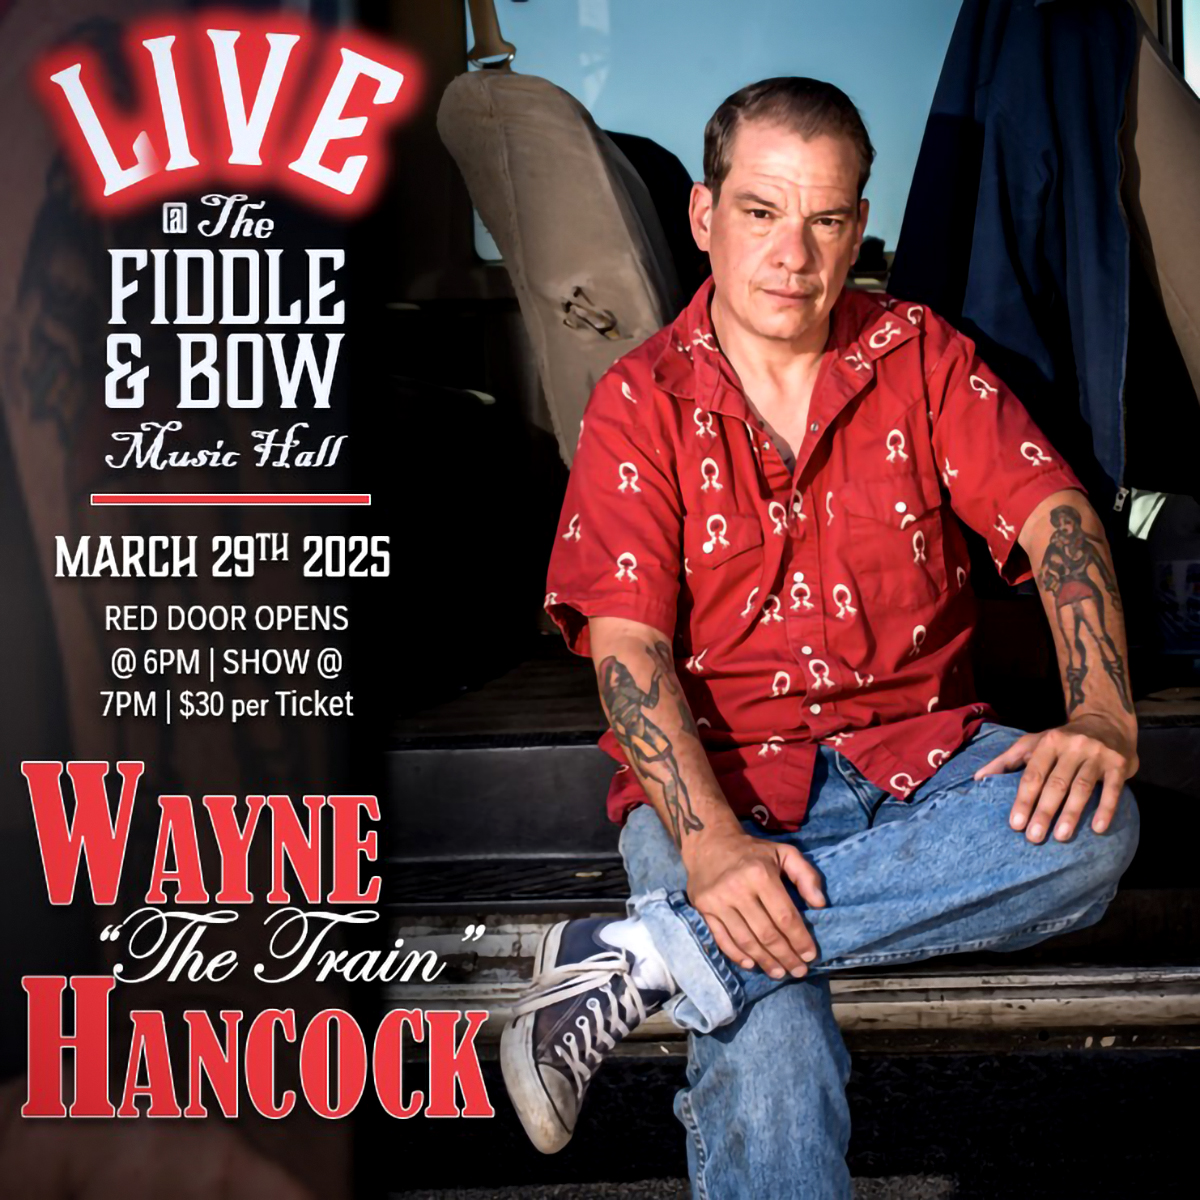 LIVE
@ The
FIDDLE
& BOW
Music Hall
MARCH 29TH 2025
RED DOOR OPENS
@ 6PM | SHOW @
7PM | $30 per Ticket
WAYNE
"The Train"
HANCOCK